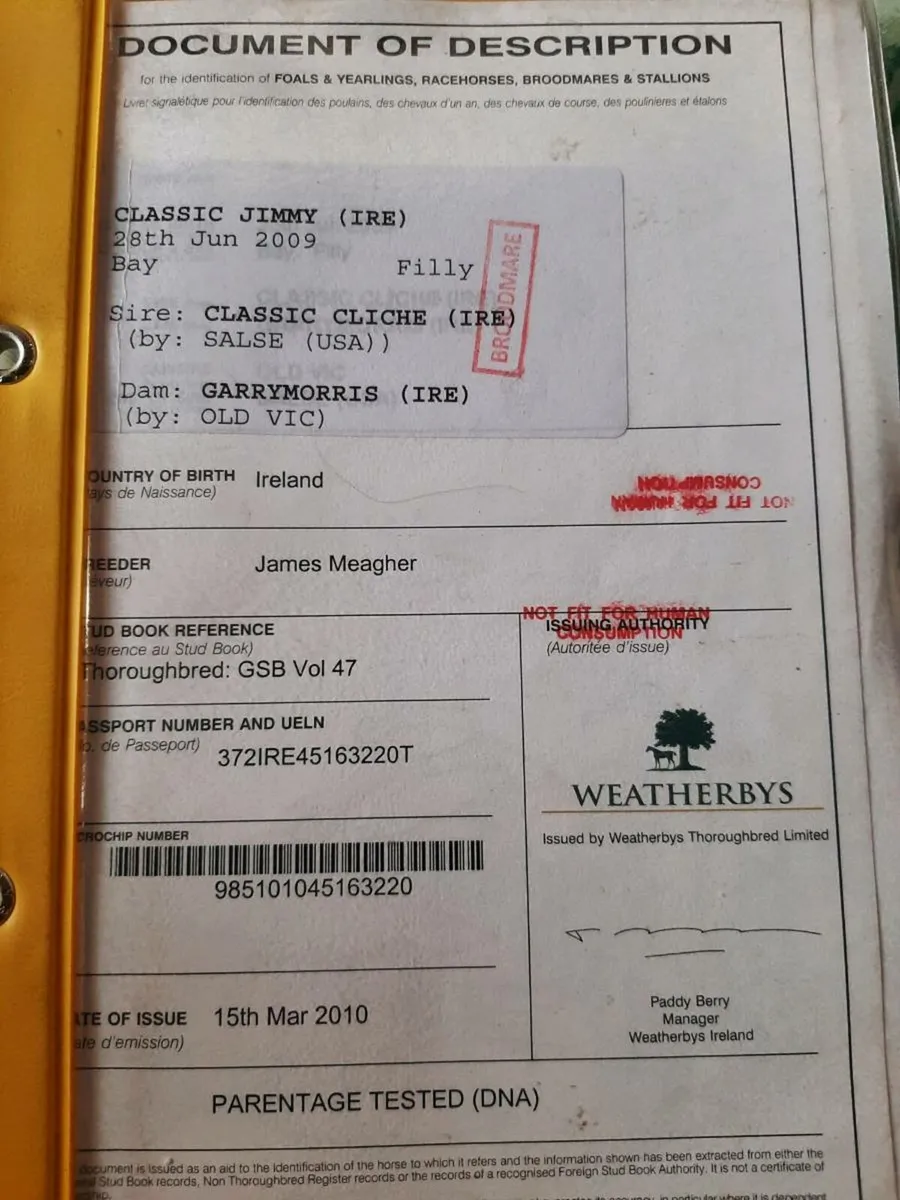 DOCUMENT OF DESCRIPTION
for the identification of FOALS & YEARLINGS, RACEHORSES, BROODMARES & STALLIONS
Livret signalétique pour l'identification des poulains, des chevaux d'un an, des chevaux de course, des poulinieres et étalons
CLASSIC JIMMY (IRE)
28th Jun 2009
Bay Filly
BROODMARE
Sire: CLASSIC CLICHE (IRE)
(by: SALSE (USA))
Dam: GARRYMORRIS (IRE)
(by: OLD VIC)
OUNTRY OF BIRTH Ireland
ays de Naissance)
NOT FIT FOR HUMAN
CONSUMPTION
REEDER James Meagher
eveur)
NOT FIT FOR HUMAN
CONSUMPTION
UD BOOK REFERENCE
eference au Stud Book)
Thoroughbred: GSB Vol 47
ISSUING AUTHORITY
(Autoritée d'issue)
ASSPORT NUMBER AND UELN
o. de Passeport)
372IRE45163220T
WEATHERBYS
Issued by Weatherbys Thoroughbred Limited
CROCHIP NUMBER
985101045163220
Paddy Berry
Manager
Weatherbys Ireland
ATE OF ISSUE 15th Mar 2010
ate d'emission)
PARENTAGE TESTED (DNA)
document is issued as an aid to the identification of the horse to which it refers and the information shown has been extracted from either the
Stud Book records, Non Thoroughbred Register records or the records of a recognised Foreign Stud Book Authority. It is not a certificate of